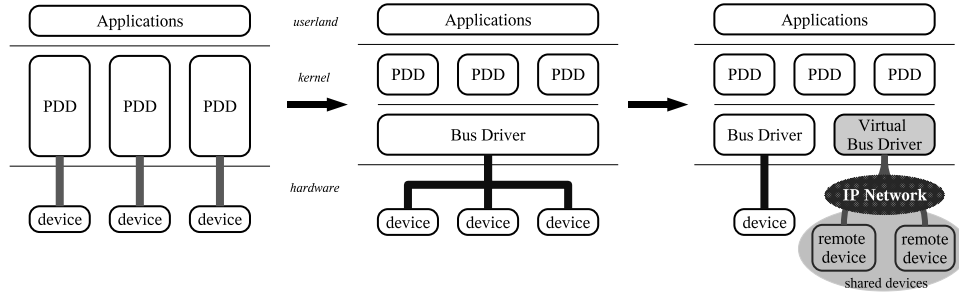 Applications
userland
Applications
Applications
PDD
PDD
PDD
kernel
PDD
PDD
PDD
PDD
PDD
PDD
Bus Driver
Bus Driver
Virtual
Bus Driver
hardware
IP Network
device
device
device
device
device
device
device
remote
device
remote
device
shared devices